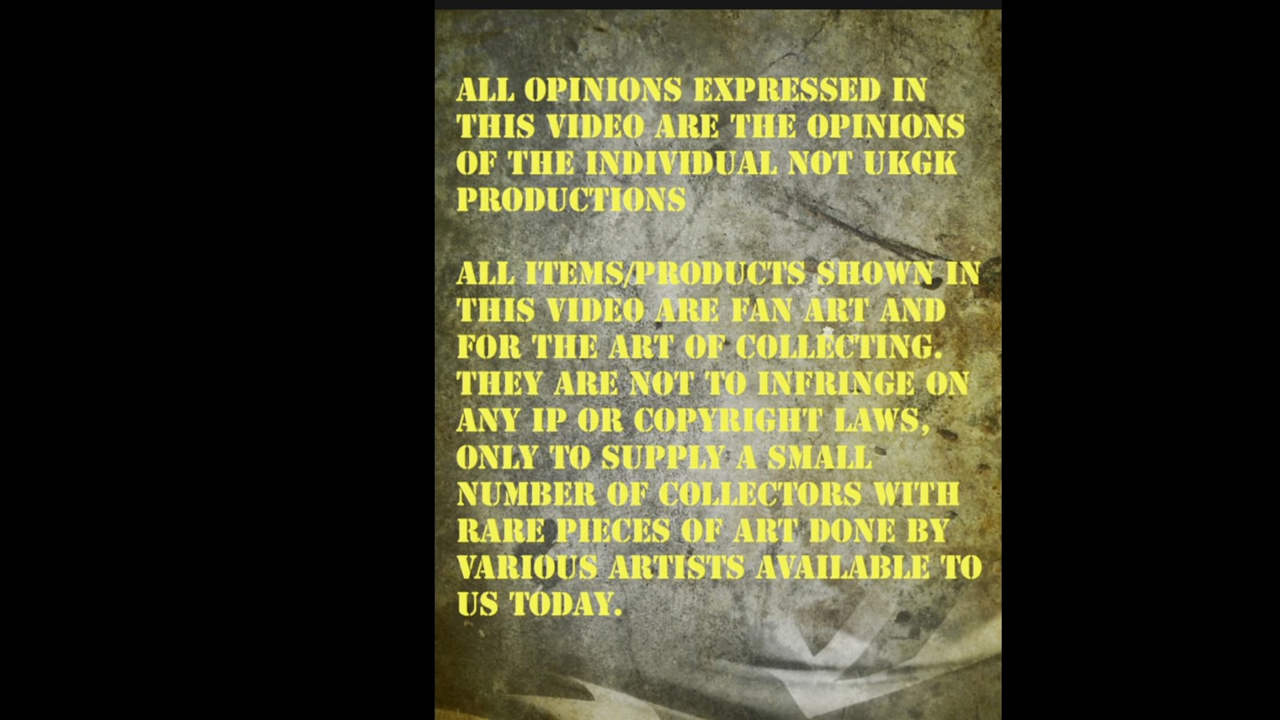 ALL OPINIONS EXPRESSED IN
THIS VIDEO ARE THE OPINIONS
OF THE INDIVIDUAL NOT UKGK
PRODUCTIONS
ALL ITEMS/PRODUCTS SHOWN IN
THIS VIDEO ARE FAN ART AND
FOR THE ART OF COLLECTING.
THEY ARE NOT TO INFRINGE ON
ANY IP OR COPYRIGHT LAWS,
ONLY TO SUPPLY A SMALL
NUMBER OF COLLECTORS WITH
RARE PIECES OF ART DONE BY
VARIOUS ARTISTS AVAILABLE TO
US TODAY.